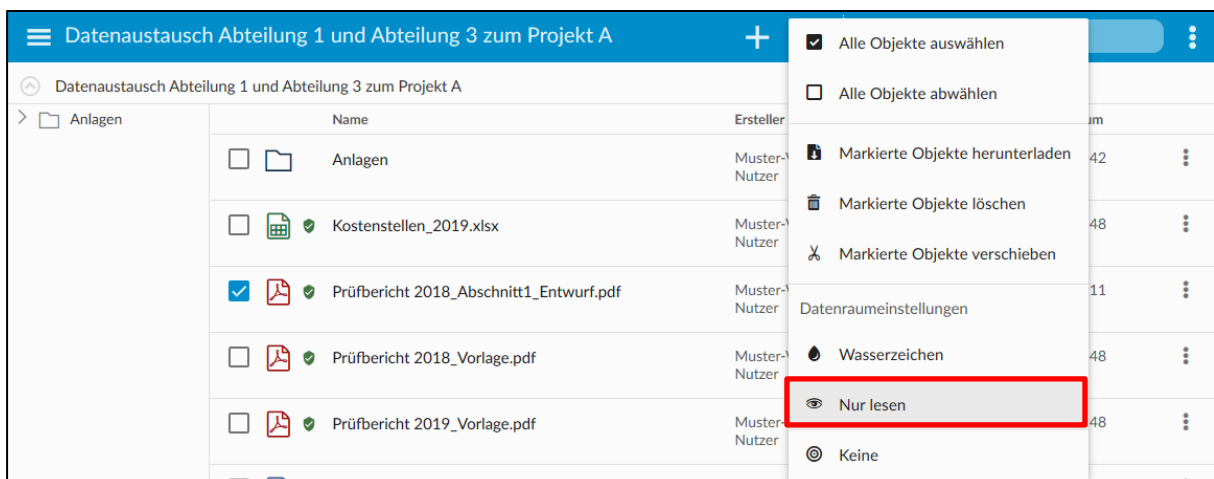 Datenaustausch Abteilung 1 und Abteilung 3 zum Projekt A
Datenaustausch Abteilung 1 und Abteilung 3 zum Projekt A
Anlagen
Name
Ersteller
um
Anlagen
Muster-
Nutzer
42
Kostenstellen_2019.xlsx
Muster-
Nutzer
48
Prüfbericht 2018_Abschnitt1_Entwurf.pdf
Muster-
Nutzer
11
Prüfbericht 2018_Vorlage.pdf
Muster-
Nutzer
48
Prüfbericht 2019_Vorlage.pdf
Muster-
Nutzer
48
Alle Objekte auswählen
Alle Objekte abwählen
Markierte Objekte herunterladen
Markierte Objekte löschen
Markierte Objekte verschieben
Datenraumeinstellungen
Wasserzeichen
Nur lesen
Keine